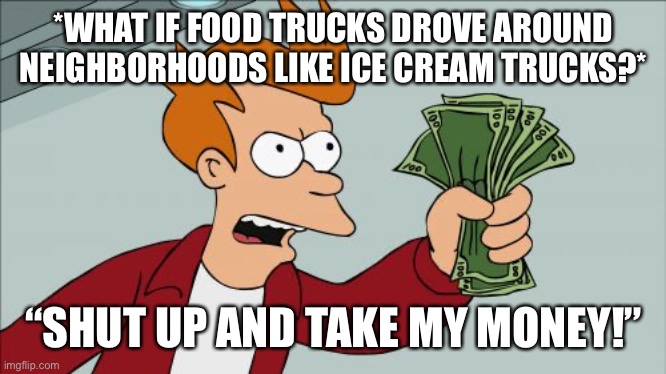 *WHAT IF FOOD TRUCKS DROVE AROUND
NEIGHBORHOODS LIKE ICE CREAM TRUCKS?*
“SHUT UP AND TAKE MY MONEY!”
imgflip.com